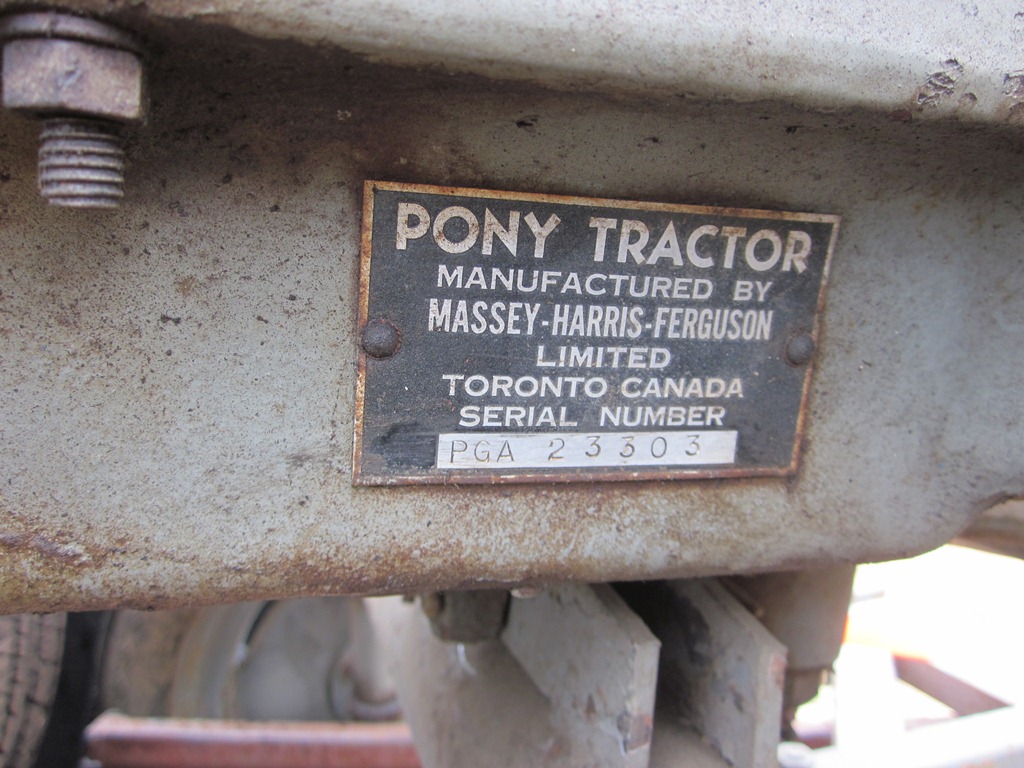 PONY TRACTOR
MANUFACTURED BY
MASSEY-HARRIS-FERGUSON
LIMITED
TORONTO CANADA
SERIAL NUMBER
PGA 23303